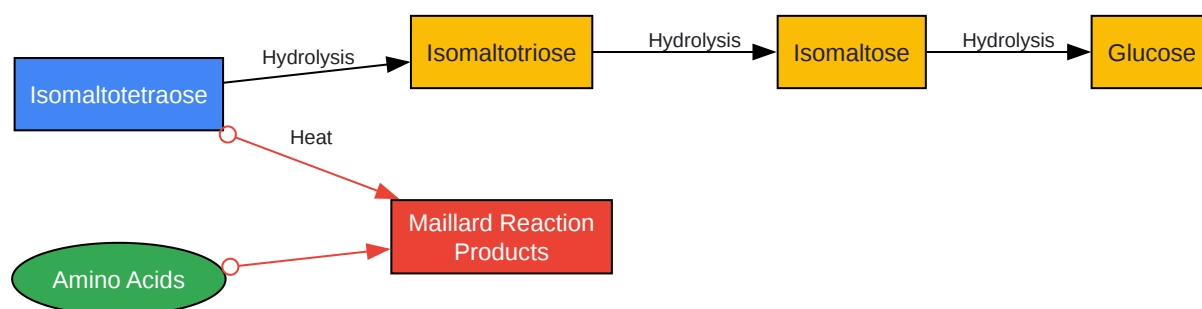 Isomaltotetraose
Hydrolysis
Isomaltotriose
Hydrolysis
Isomaltose
Hydrolysis
Glucose
Heat
Maillard Reaction
Products
Amino Acids